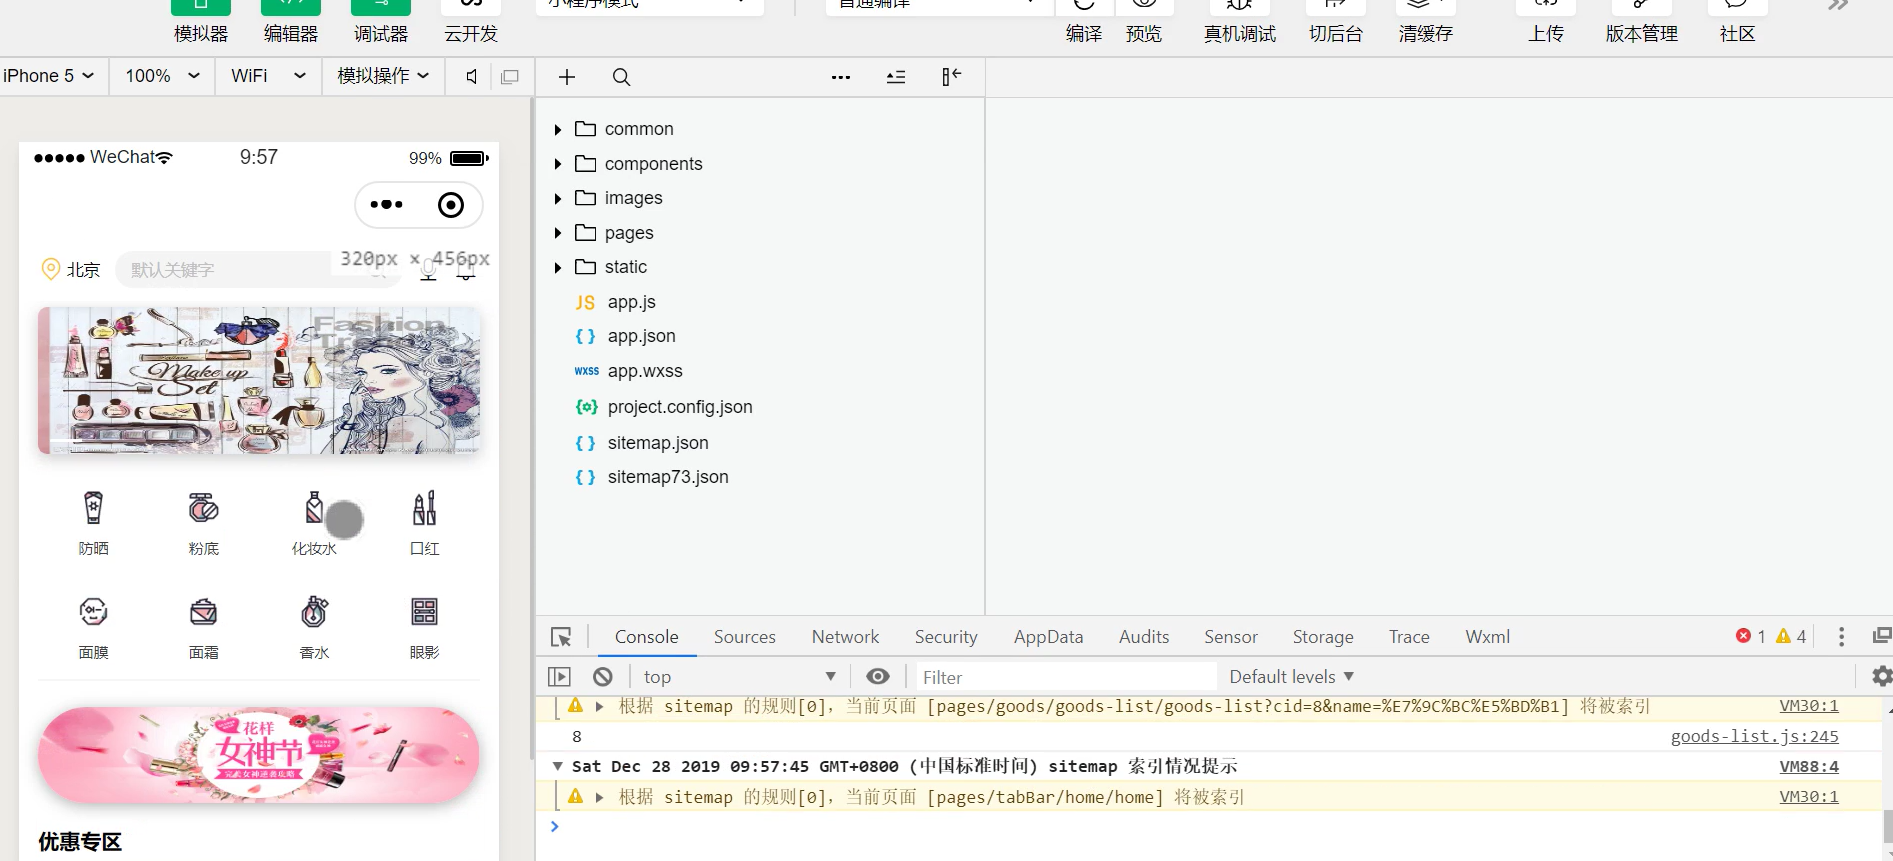 小程序模式
普通编译
模拟器 编辑器 调试器 云开发
编译 预览 真机调试 切后台 清缓存 上传 版本管理 社区
iPhone 5 100% WiFi 模拟操作
WeChat 9:57 99%
北京 默认关键字 320px × 456px
Fashion
Make up
Set
防晒 粉底 化妆水 口红
面膜 面霜 香水 眼影
花样
女神节
优惠专区
common
components
images
pages
static
JS app.js
{ } app.json
WXSS app.wxss
project.config.json
{ } sitemap.json
{ } sitemap73.json
Console Sources Network Security AppData Audits Sensor Storage Trace Wxml 1 4
top Filter Default levels
根据 sitemap 的规则[0]，当前页面 [pages/goods/goods-list/goods-list?cid=8&name=%E7%9C%BC%E5%BD%B1] 将被索引 VM30:1
8 goods-list.js:245
Sat Dec 28 2019 09:57:45 GMT+0800 (中国标准时间) sitemap 索引情况提示 VM88:4
根据 sitemap 的规则[0]，当前页面 [pages/tabBar/home/home] 将被索引 VM30:1